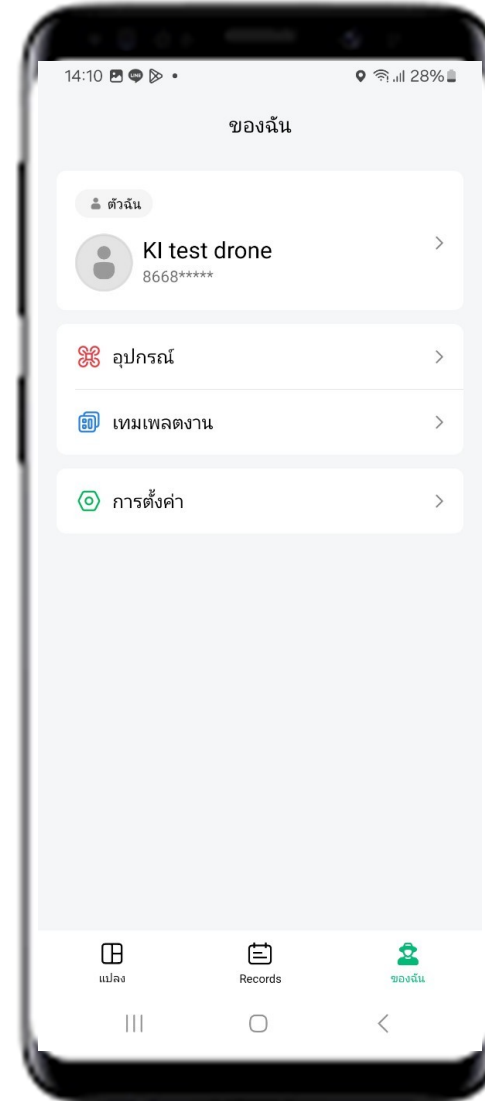 14:10
28%
ของฉัน
ตัวฉัน
KI test drone
8668*****
อุปกรณ์
เทมเพลตงาน
การตั้งค่า
แปลง
Records
ของฉัน